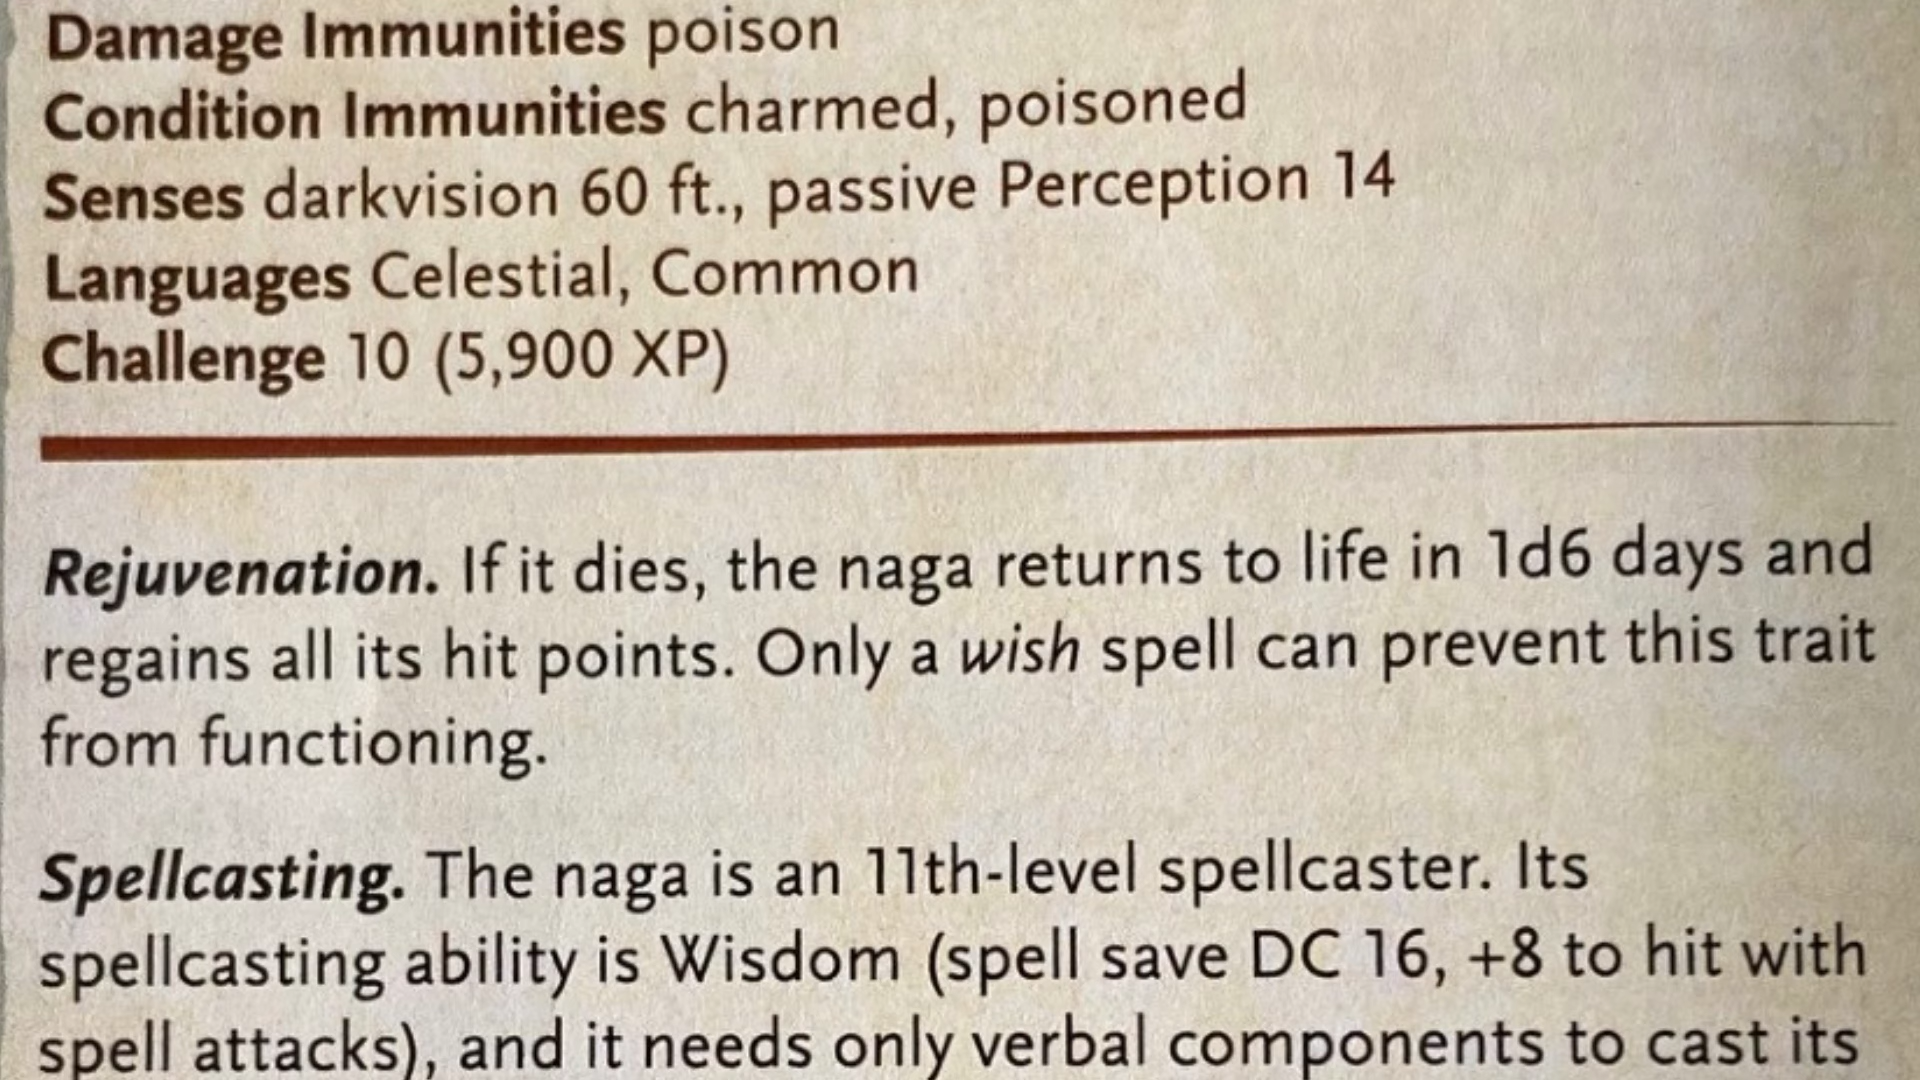 Damage Immunities poison
Condition Immunities charmed, poisoned
Senses darkvision 60 ft., passive Perception 14
Languages Celestial, Common
Challenge 10 (5,900 XP)
Rejuvenation. If it dies, the naga returns to life in 1d6 days and
regains all its hit points. Only a wish spell can prevent this trait
from functioning.
Spellcasting. The naga is an 11th-level spellcaster. Its
spellcasting ability is Wisdom (spell save DC 16, +8 to hit with
spell attacks), and it needs only verbal components to cast its